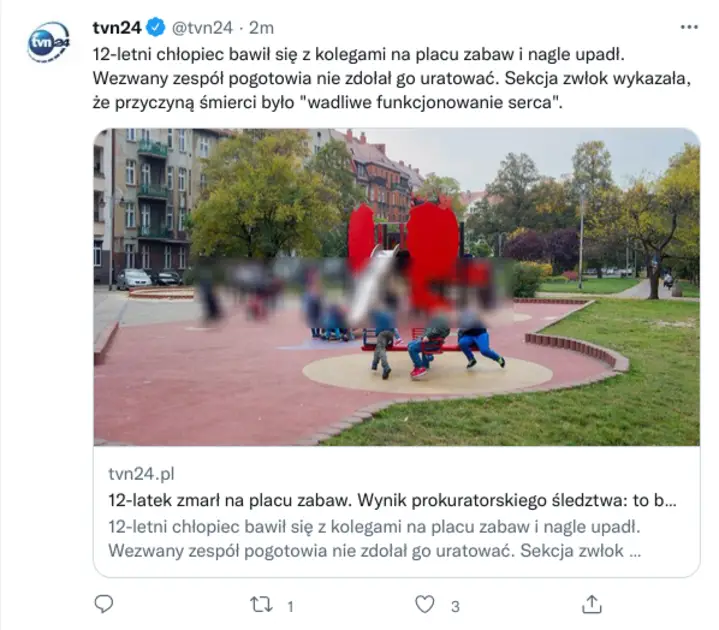 tvn24 @tvn24 · 2m
tvn24
12-letni chłopiec bawił się z kolegami na placu zabaw i nagle upadł.
Wezwany zespół pogotowia nie zdołał go uratować. Sekcja zwłok wykazała,
że przyczyną śmierci było "wadliwe funkcjonowanie serca".
tvn24.pl
12-latek zmarł na placu zabaw. Wynik prokuratorskiego śledztwa: to b...
12-letni chłopiec bawił się z kolegami na placu zabaw i nagle upadł.
Wezwany zespół pogotowia nie zdołał go uratować. Sekcja zwłok ...
1 3